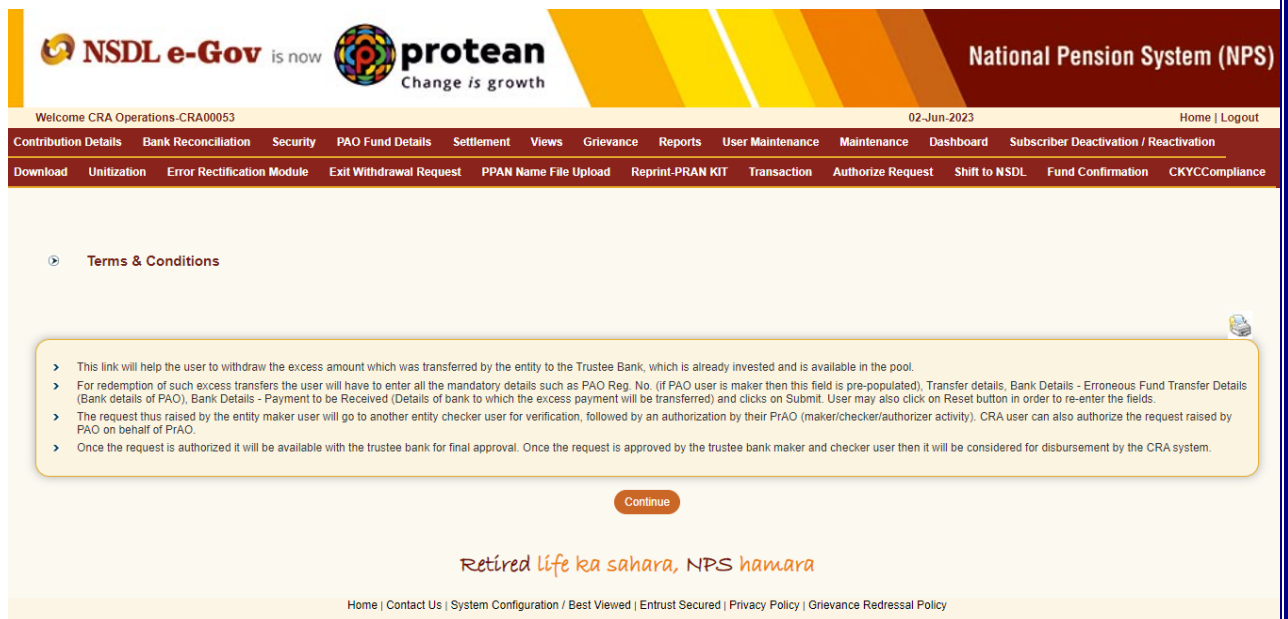 NSDL e-Gov is now protean
Change is growth
National Pension System (NPS)
Welcome CRA Operations-CRA00053 02-Jun-2023 Home | Logout
Contribution Details Bank Reconciliation Security PAO Fund Details Settlement Views Grievance Reports User Maintenance Maintenance Dashboard Subscriber Deactivation / Reactivation
Download Unitization Error Rectification Module Exit Withdrawal Request PPAN Name File Upload Reprint-PRAN KIT Transaction Authorize Request Shift to NSDL Fund Confirmation CKYCCompliance
Terms & Conditions
This link will help the user to withdraw the excess amount which was transferred by the entity to the Trustee Bank, which is already invested and is available in the pool.
For redemption of such excess transfers the user will have to enter all the mandatory details such as PAO Reg. No. (if PAO user is maker then this field is pre-populated), Transfer details, Bank Details - Erroneous Fund Transfer Details
(Bank details of PAO), Bank Details - Payment to be Received (Details of bank to which the excess payment will be transferred) and clicks on Submit. User may also click on Reset button in order to re-enter the fields.
The request thus raised by the entity maker user will go to another entity checker user for verification, followed by an authorization by their PrAO (maker/checker/authorizer activity). CRA user can also authorize the request raised by
PAO on behalf of PrAO.
Once the request is authorized it will be available with the trustee bank for final approval. Once the request is approved by the trustee bank maker and checker user then it will be considered for disbursement by the CRA system.
Continue
Retired life ka sahara, NPS hamara
Home | Contact Us | System Configuration / Best Viewed | Entrust Secured | Privacy Policy | Grievance Redressal Policy